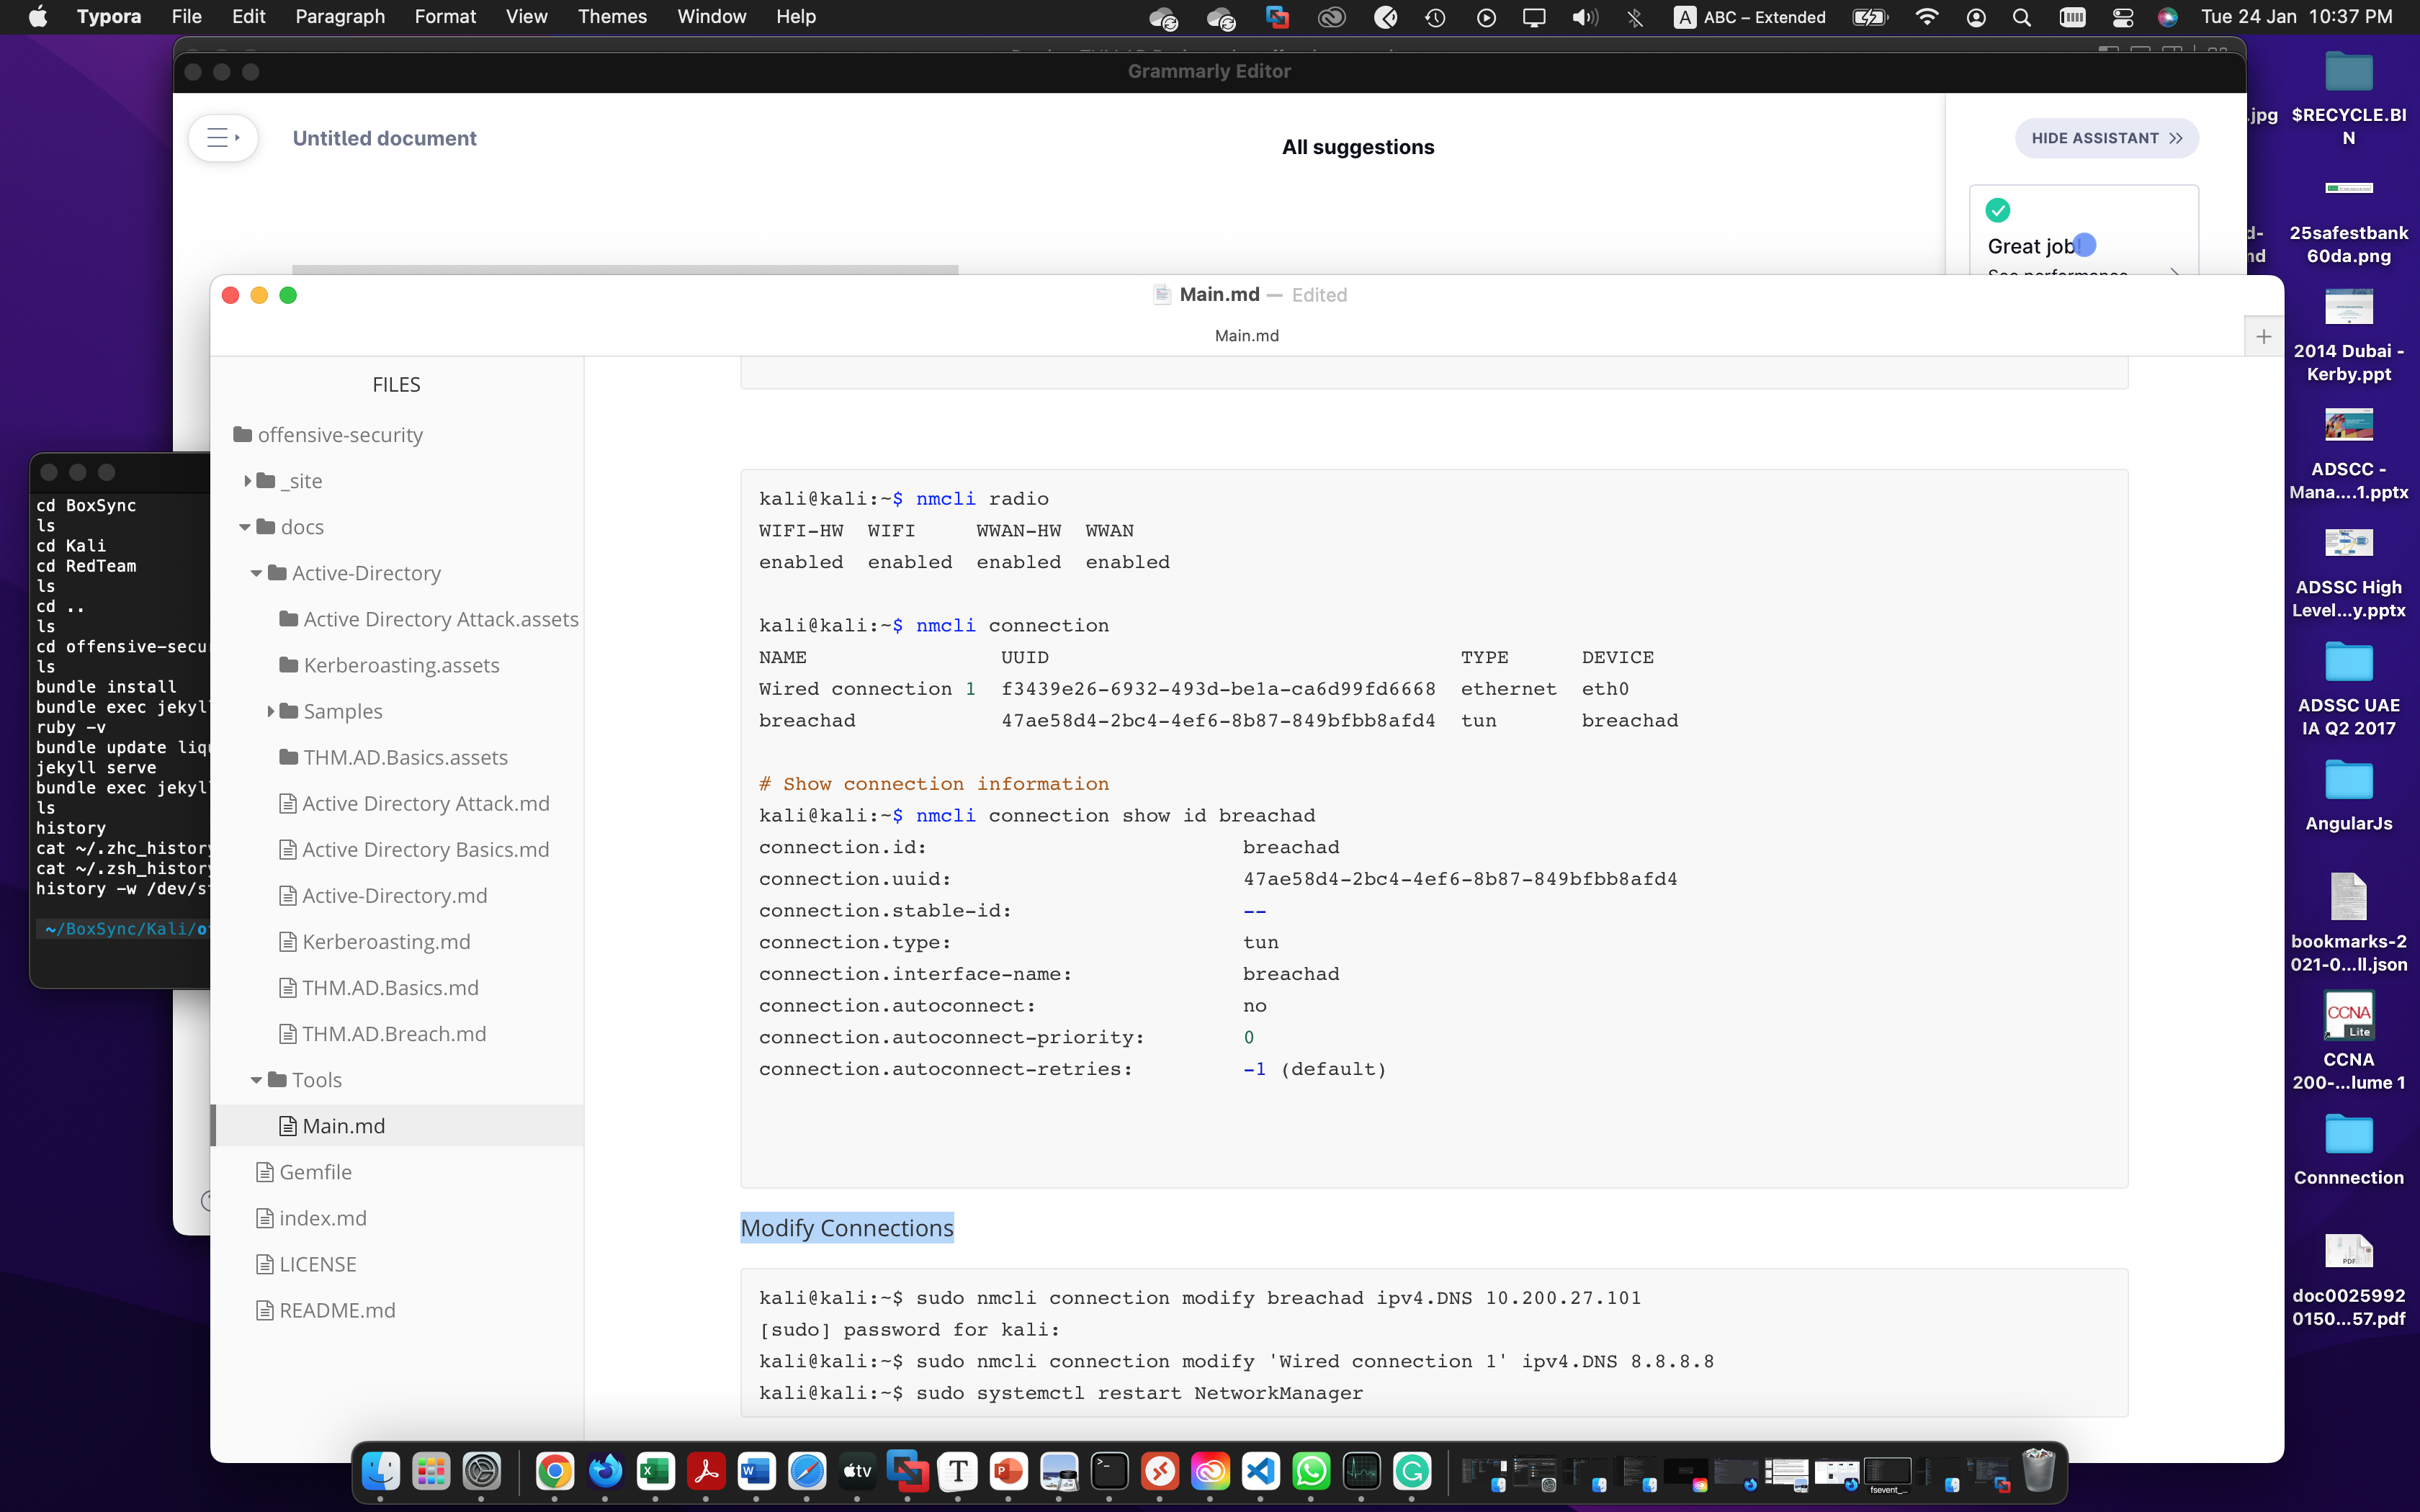 Typora File Edit Paragraph Format View Themes Window Help
A ABC – Extended Tue 24 Jan 10:37 PM
Grammarly Editor
Untitled document
All suggestions
HIDE ASSISTANT
Great job!
Main.md — Edited
Main.md
FILES
offensive-security
_site
docs
Active-Directory
Active Directory Attack.assets
Kerberoasting.assets
Samples
THM.AD.Basics.assets
Active Directory Attack.md
Active Directory Basics.md
Active-Directory.md
Kerberoasting.md
THM.AD.Basics.md
THM.AD.Breach.md
Tools
Main.md
Gemfile
index.md
LICENSE
README.md
cd BoxSync
ls
cd Kali
cd RedTeam
ls
cd ..
ls
cd offensive-secu
ls
bundle install
bundle exec jekyl
ruby -v
bundle update liq
jekyll serve
bundle exec jekyl
ls
history
cat ~/.zhc_history
cat ~/.zsh_history
history -w /dev/s
~/BoxSync/Kali/o
kali@kali:~$ nmcli radio
WIFI-HW WIFI WWAN-HW WWAN
enabled enabled enabled enabled
kali@kali:~$ nmcli connection
NAME UUID TYPE DEVICE
Wired connection 1 f3439e26-6932-493d-be1a-ca6d99fd6668 ethernet eth0
breachad 47ae58d4-2bc4-4ef6-8b87-849bfbb8afd4 tun breachad
# Show connection information
kali@kali:~$ nmcli connection show id breachad
connection.id: breachad
connection.uuid: 47ae58d4-2bc4-4ef6-8b87-849bfbb8afd4
connection.stable-id: --
connection.type: tun
connection.interface-name: breachad
connection.autoconnect: no
connection.autoconnect-priority: 0
connection.autoconnect-retries: -1 (default)
Modify Connections
kali@kali:~$ sudo nmcli connection modify breachad ipv4.DNS 10.200.27.101
[sudo] password for kali:
kali@kali:~$ sudo nmcli connection modify 'Wired connection 1' ipv4.DNS 8.8.8.8
kali@kali:~$ sudo systemctl restart NetworkManager
.jpg
$RECYCLE.BI
N
25safestbank
60da.png
2014 Dubai -
Kerby.ppt
ADSCC -
Mana....1.pptx
ADSSC High
Level...y.pptx
ADSSC UAE
IA Q2 2017
AngularJs
bookmarks-2
021-0...ll.json
CCNA
Lite
CCNA
200-...lume 1
Connnection
PDF
doc0025992
0150...57.pdf
tv
fsevent_...